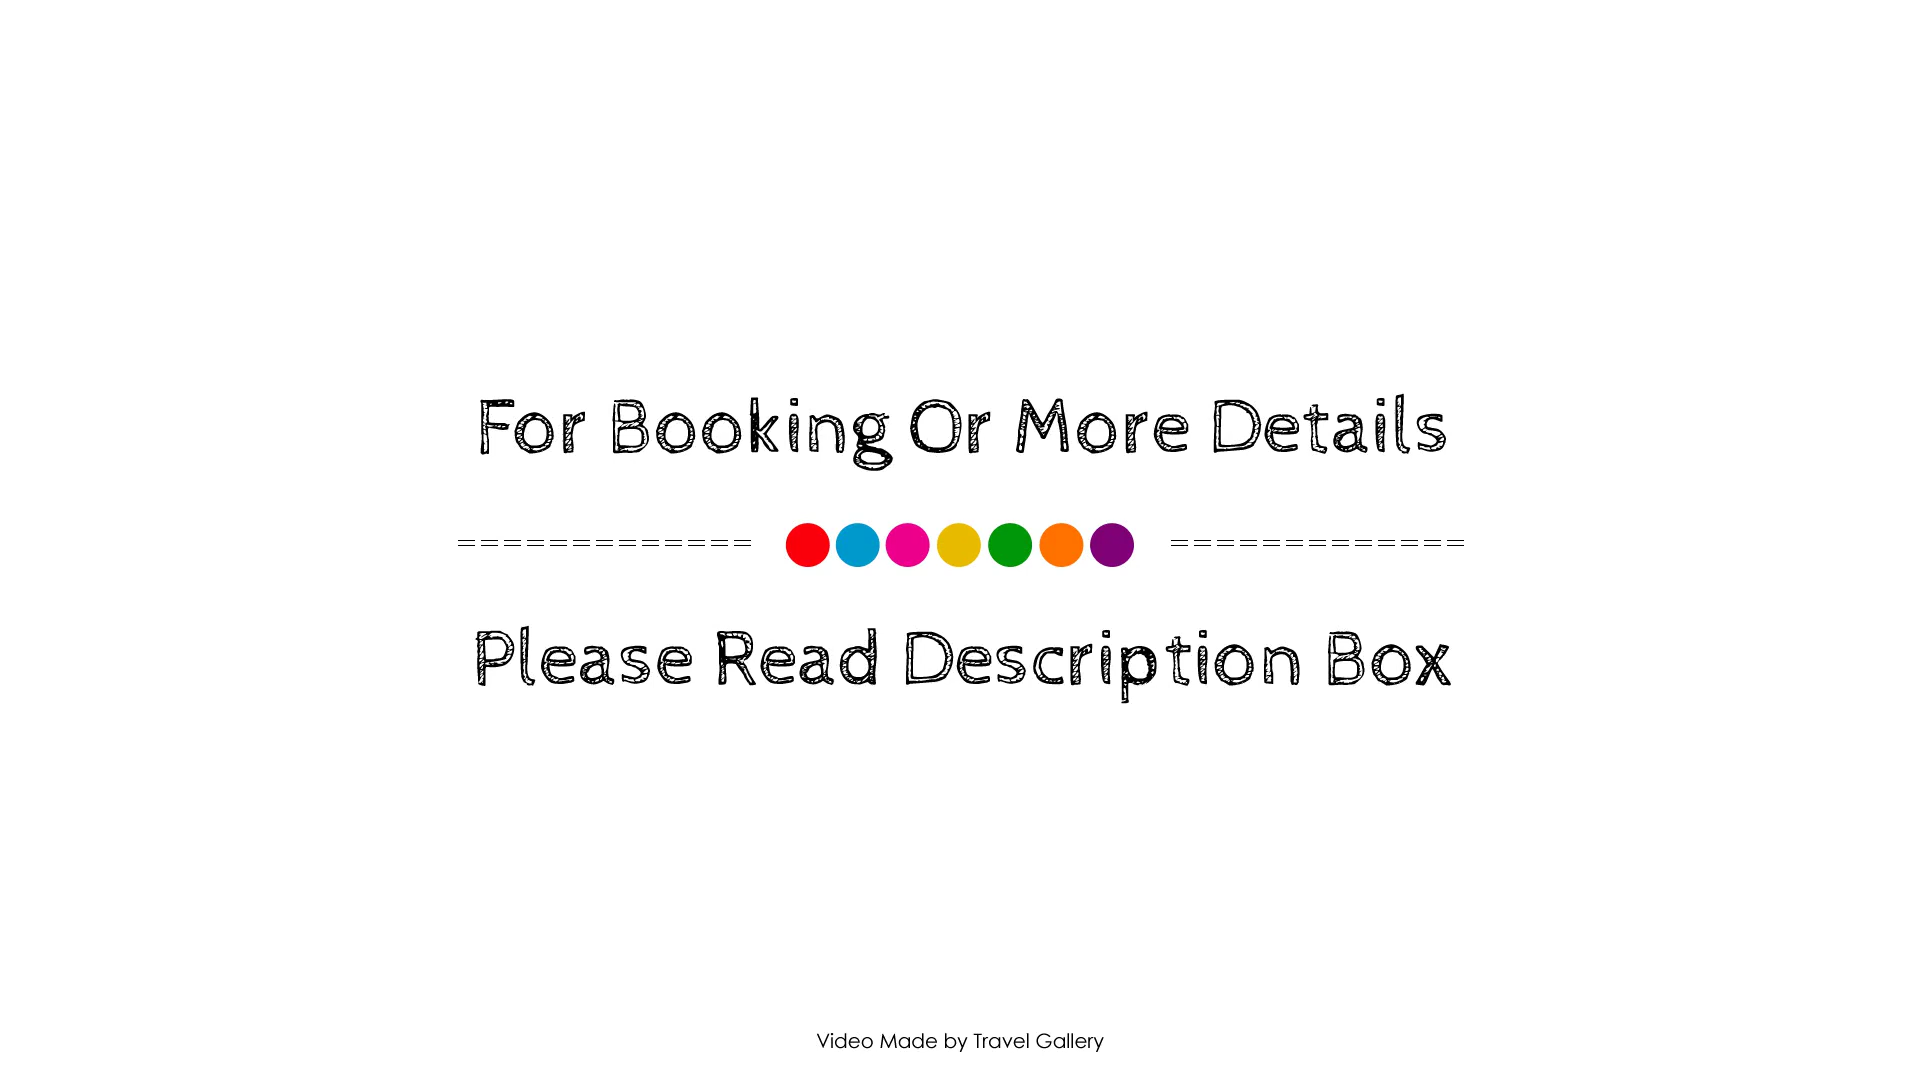 For Booking Or More Details
============= =============
Please Read Description Box
Video Made by Travel Gallery